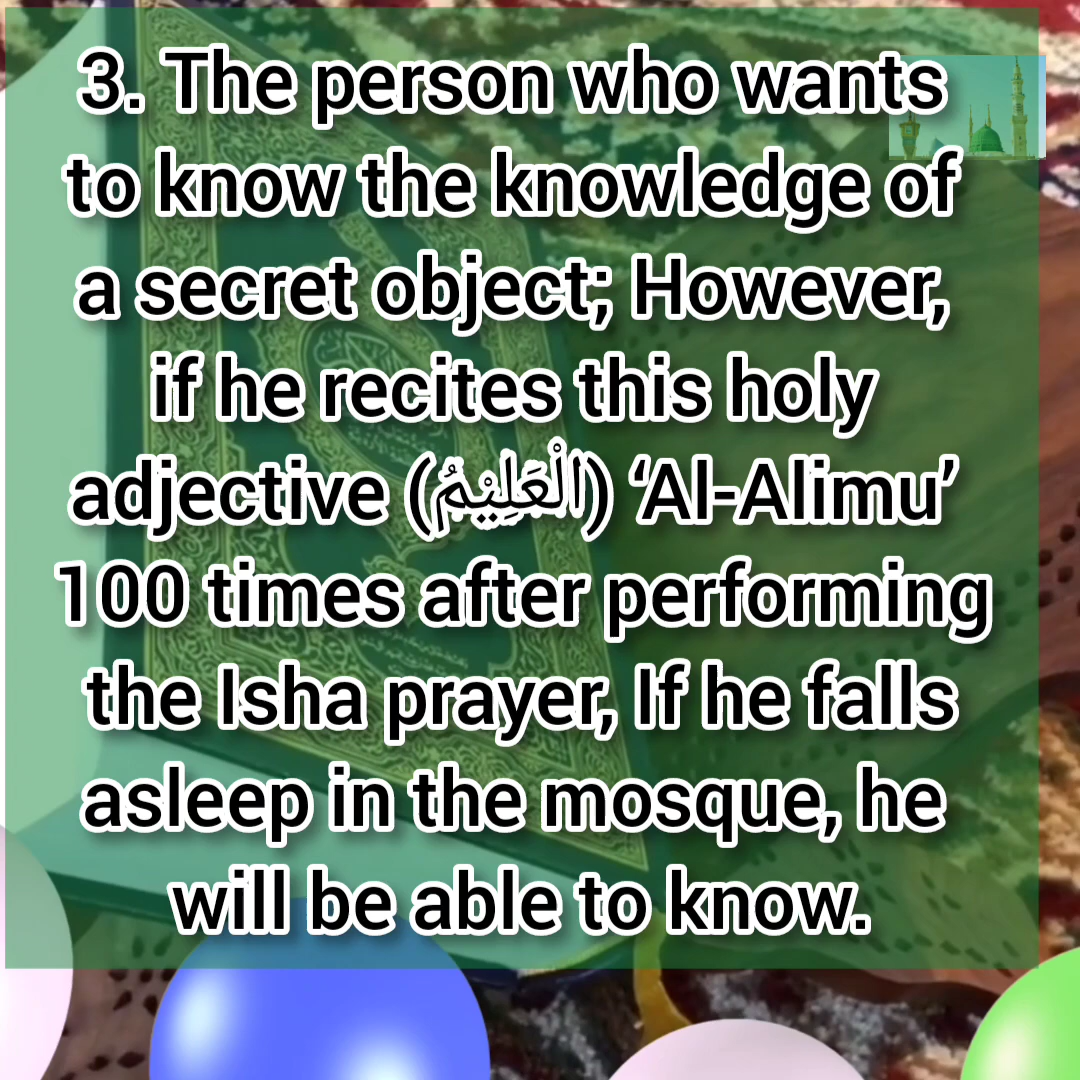 3. The person who wants
to know the knowledge of
a secret object; However,
if he recites this holy
adjective (الْعَلِيْمُ) ‘Al-Alimu’
100 times after performing
the Isha prayer, If he falls
asleep in the mosque, he
will be able to know.